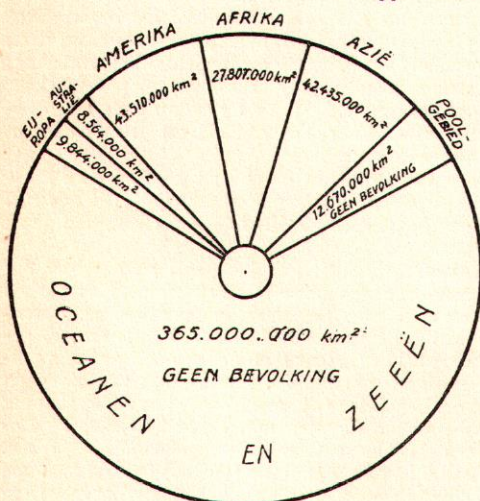 EU-
ROPA
AU-
STRA-
LIË
AMERIKA
AFRIKA
AZIË
POOL-
GEBIED
9.844.000 km²
8.564.000 km²
43.510.000 km²
27.807.000 km²
42.435.000 km²
12.670.000 km²
GEEN BEVOLKING
365.000.000 km²
GEEN BEVOLKING
OCEANEN
EN
ZEEËN